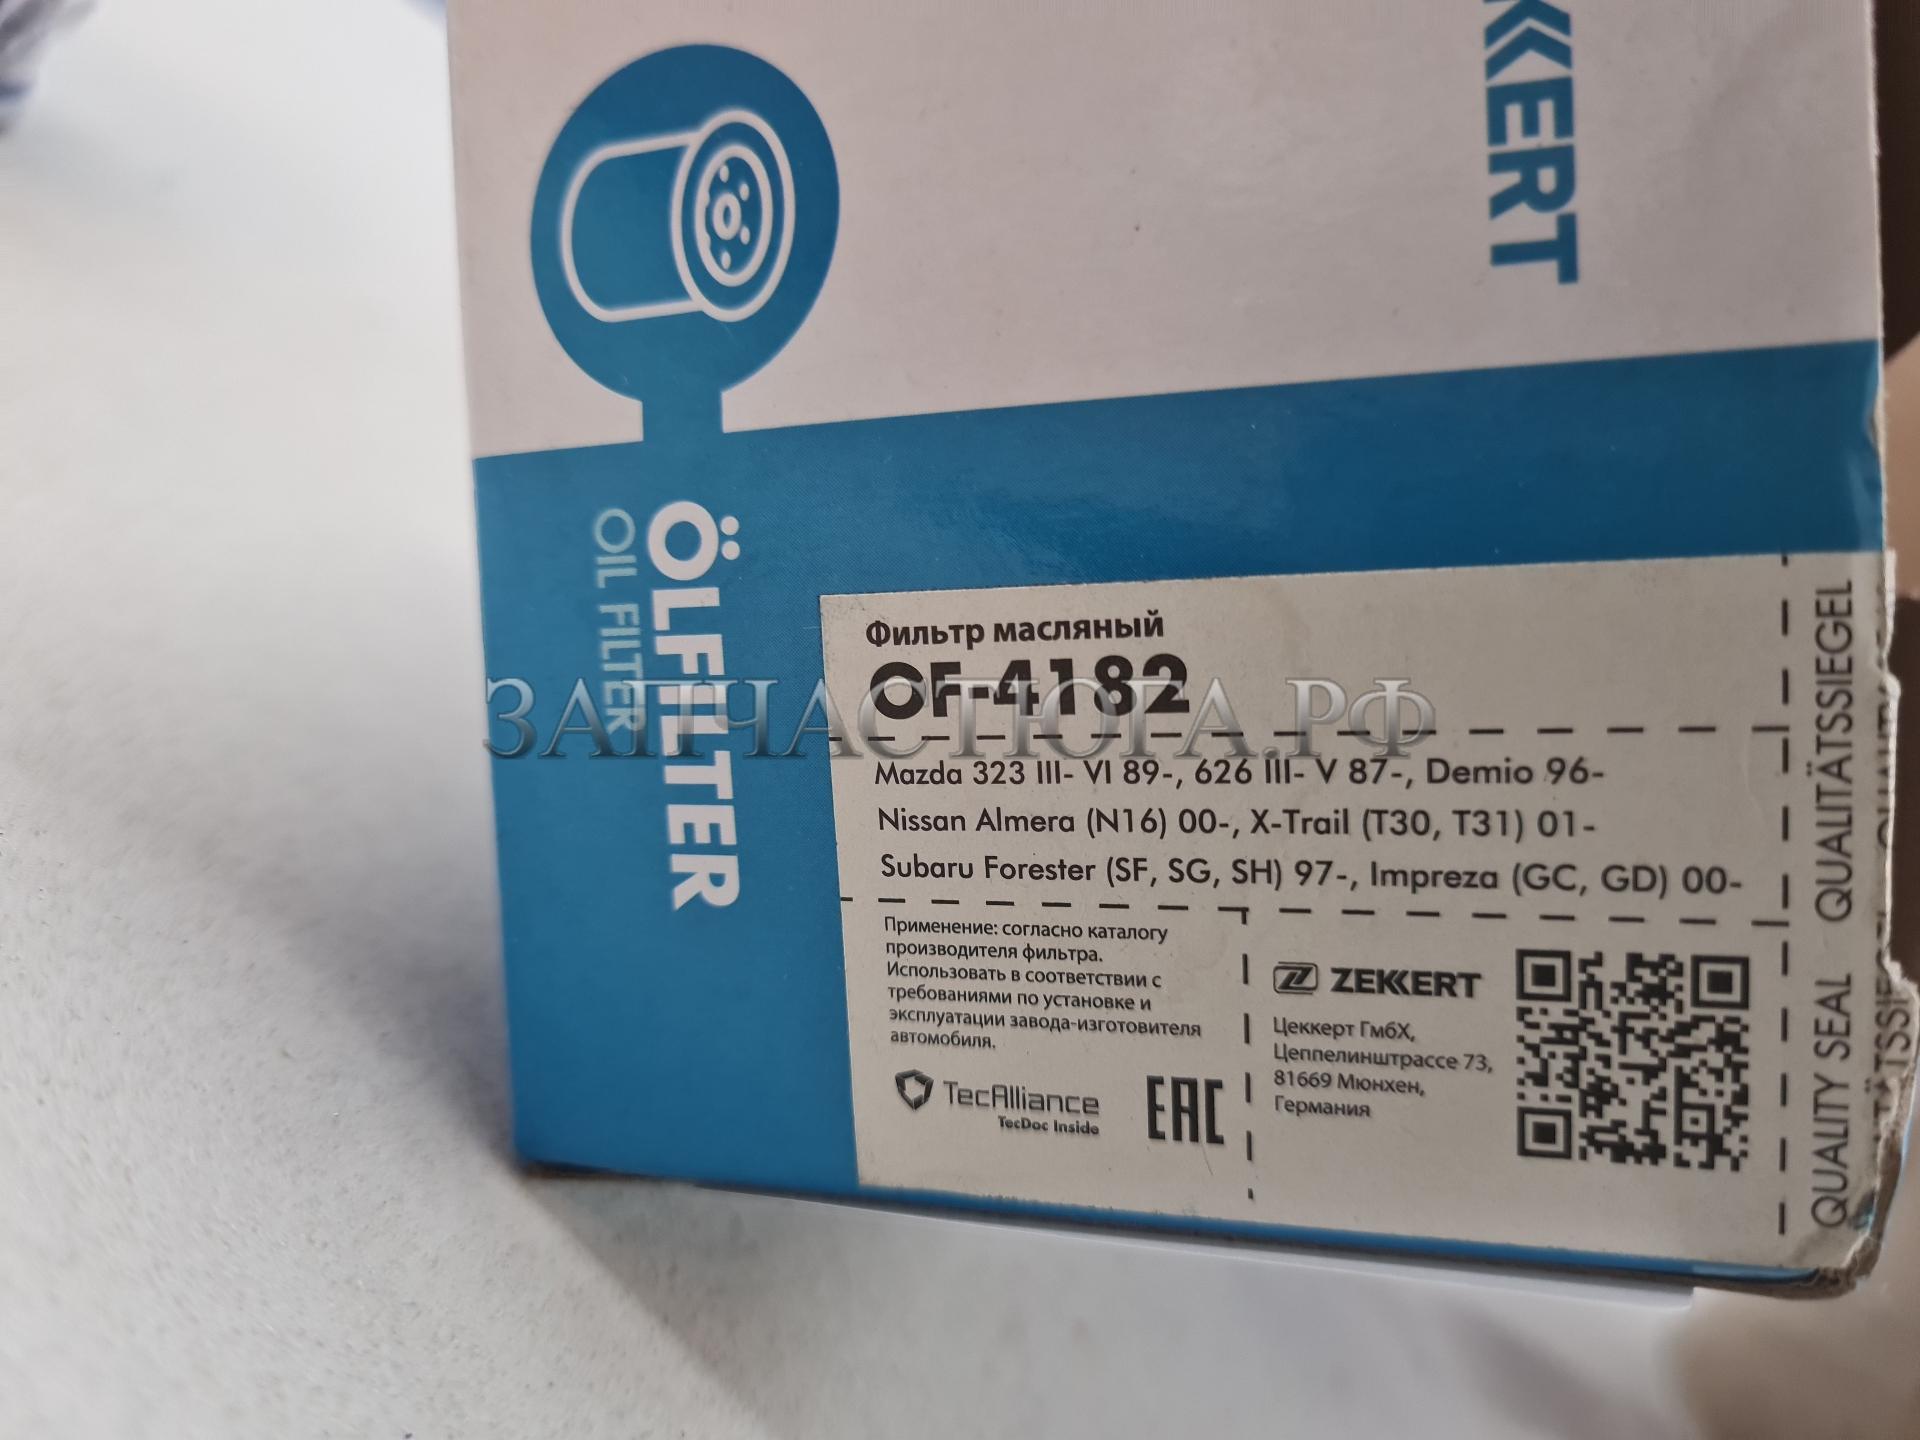 KKERT
ÖLFILTER
OIL FILTER
Фильтр масляный
OF-4182
ЗАПЧАСТЮГА.РФ
Mazda 323 III- VI 89-, 626 III- V 87-, Demio 96-
Nissan Almera (N16) 00-, X-Trail (T30, T31) 01-
Subaru Forester (SF, SG, SH) 97-, Impreza (GC, GD) 00-
Применение: согласно каталогу
производителя фильтра.
Использовать в соответствии с
требованиями по установке и
эксплуатации завода-изготовителя
автомобиля.
TecAlliance
TecDoc Inside
EAC
ZEKKERT
Цеккерт ГмбХ,
Цеппелинштрассе 73,
81669 Мюнхен,
Германия
QUALITY SEAL QUALITÄTSSIEGEL